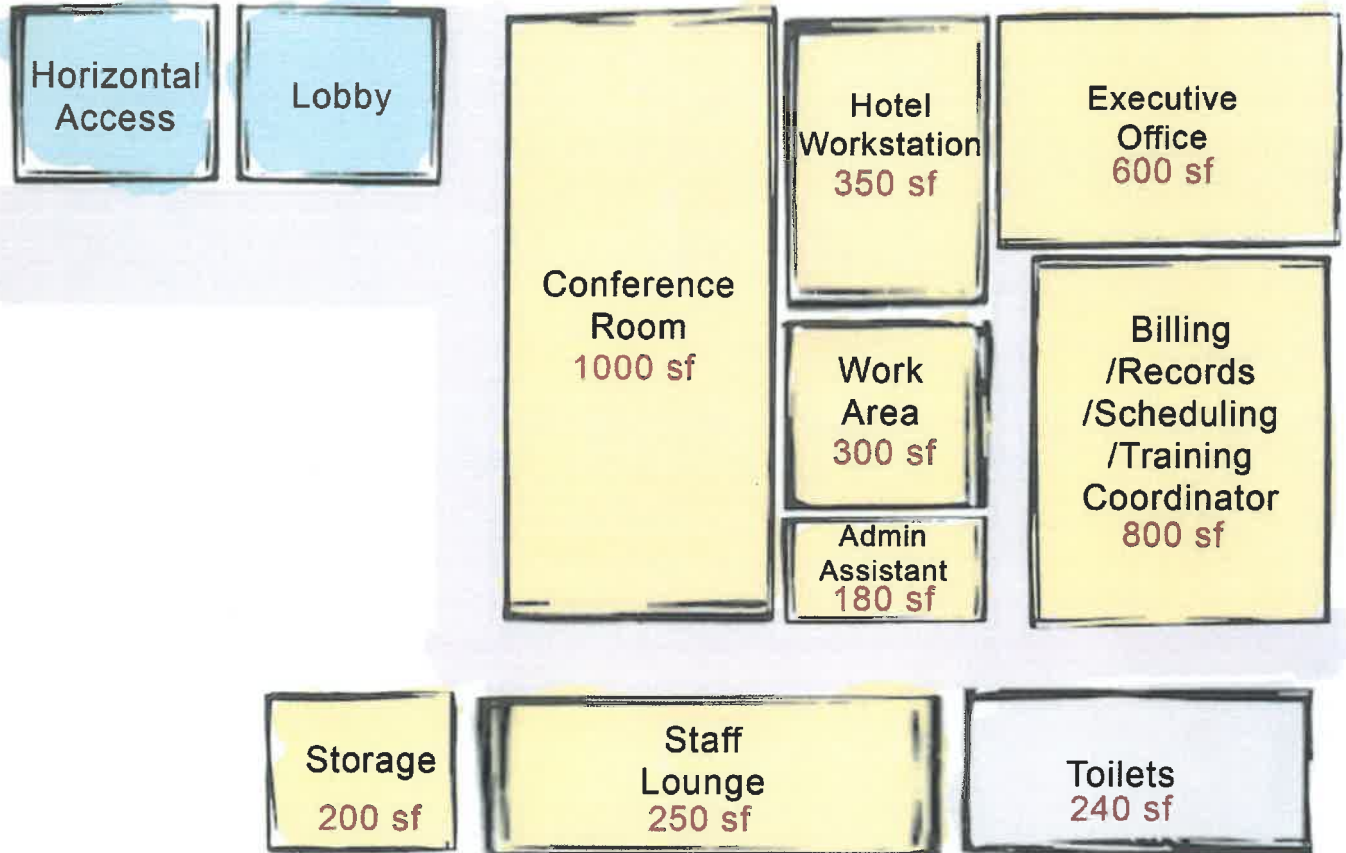 Horizontal
Access
Lobby
Conference
Room
1000 sf
Hotel
Workstation
350 sf
Executive
Office
600 sf
Work
Area
300 sf
Admin
Assistant
180 sf
Billing
/Records
/Scheduling
/Training
Coordinator
800 sf
Storage
200 sf
Staff
Lounge
250 sf
Toilets
240 sf